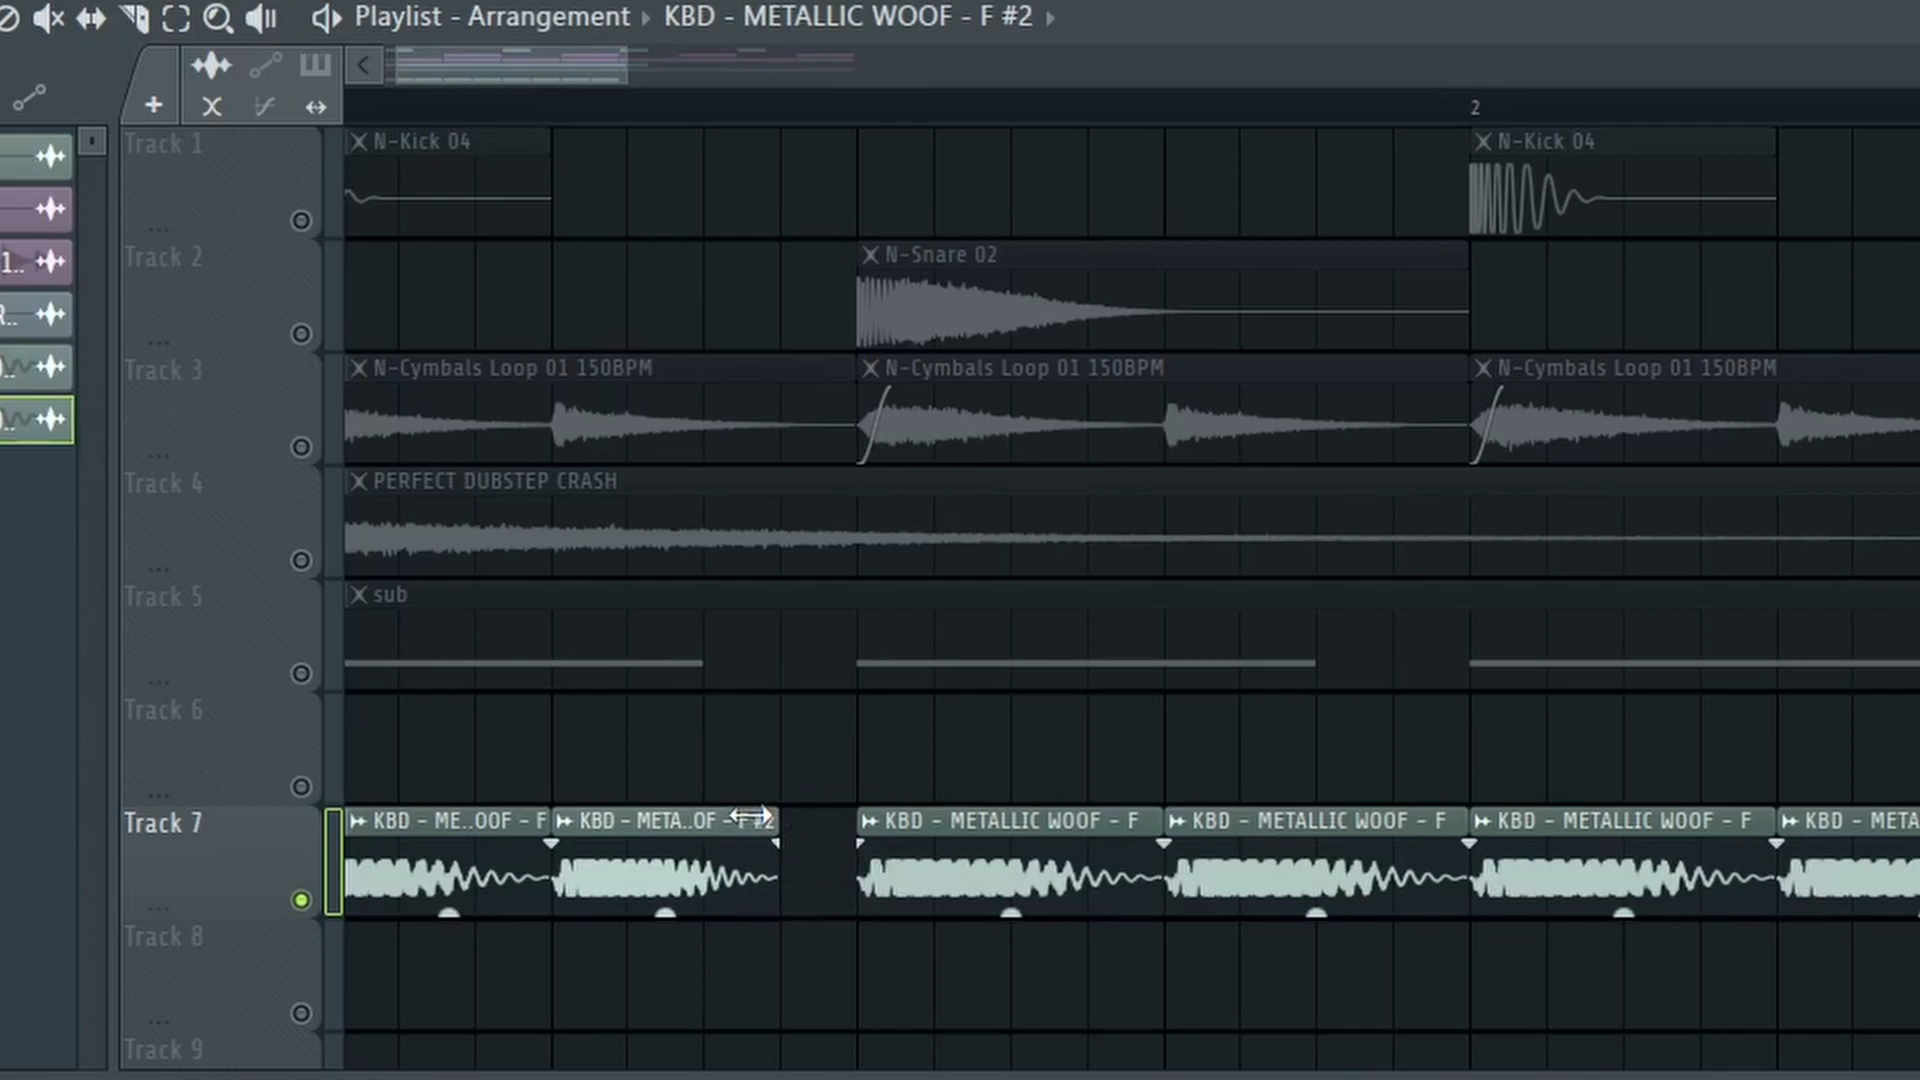 Playlist - Arrangement › KBD - METALLIC WOOF - F #2 ›
2
Track 1
N-Kick 04
N-Kick 04
Track 2
N-Snare 02
1..
R..
Track 3
N-Cymbals Loop 01 150BPM
N-Cymbals Loop 01 150BPM
N-Cymbals Loop 01 150BPM
Track 4
PERFECT DUBSTEP CRASH
Track 5
sub
Track 6
Track 7
KBD - ME..OOF - F
KBD - META..OF - F #2
KBD - METALLIC WOOF - F
KBD - METALLIC WOOF - F
KBD - METALLIC WOOF - F
KBD - META
Track 8
Track 9